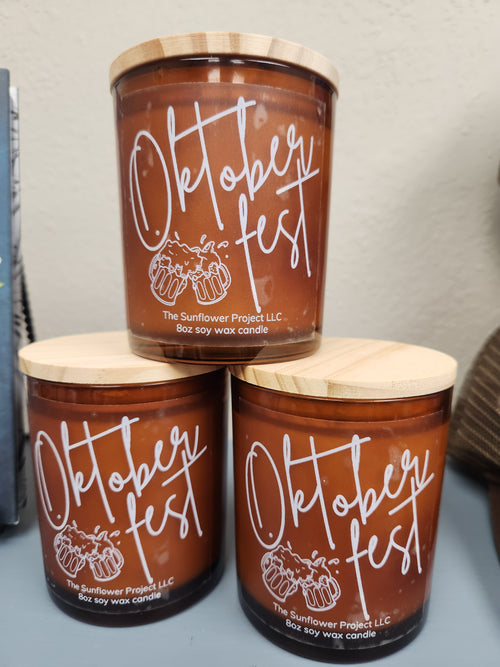 Oktober
fest
The Sunflower Project LLC
8oz soy wax candle
Oktober
fest
The Sunflower Project LLC
8oz soy wax candle
Oktober
fest
The Sunflower Project LLC
8oz soy wax candle